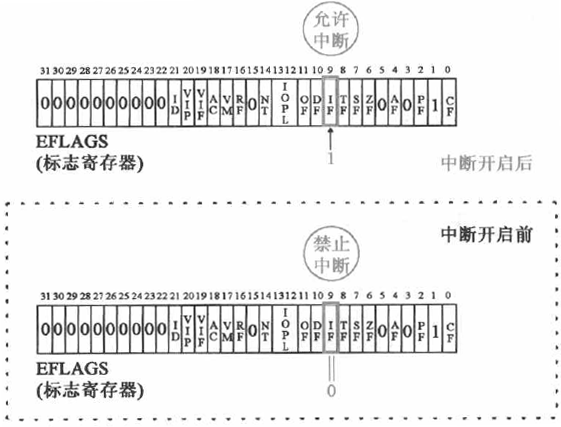 允许
中断
31 30 29 28 27 26 25 24 23 22 21 20 19 18 17 16 15 14 13 12 11 10 9 8 7 6 5 4 3 2 1 0
0 0 0 0 0 0 0 0 0 0 ID VIP VIF AC VM RF 0 NT IOPL OF DF IF TF SF ZF 0 AF 0 PF 1 CF
EFLAGS
(标志寄存器)
1
中断开启后
中断开启前
禁止
中断
31 30 29 28 27 26 25 24 23 22 21 20 19 18 17 16 15 14 13 12 11 10 9 8 7 6 5 4 3 2 1 0
0 0 0 0 0 0 0 0 0 0 ID VIP VIF AC VM RF 0 NT IOPL OF DF IF TF SF ZF 0 AF 0 PF 1 CF
EFLAGS
(标志寄存器)
0